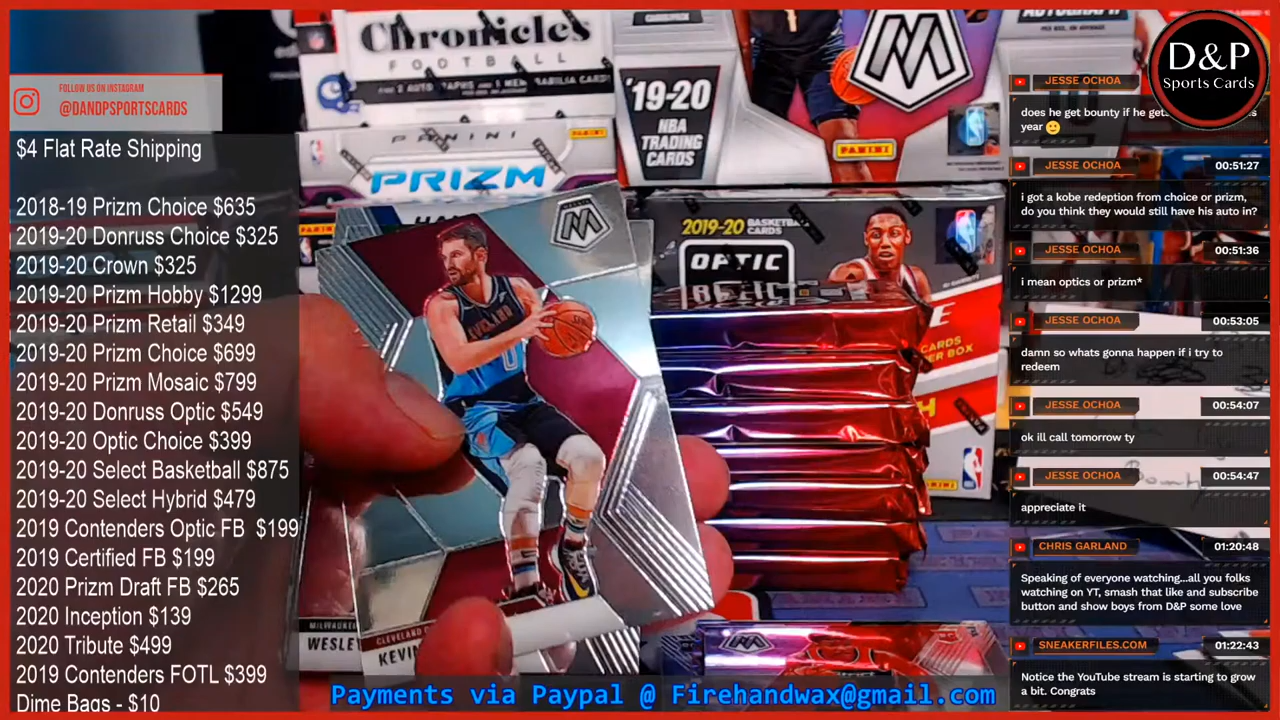 FOLLOW US ON INSTAGRAM
@DANDPSPORTSCARDS
$4 Flat Rate Shipping
2018-19 Prizm Choice $635
2019-20 Donruss Choice $325
2019-20 Crown $325
2019-20 Prizm Hobby $1299
2019-20 Prizm Retail $349
2019-20 Prizm Choice $699
2019-20 Prizm Mosaic $799
2019-20 Donruss Optic $549
2019-20 Optic Choice $399
2019-20 Select Basketball $875
2019-20 Select Hybrid $479
2019 Contenders Optic FB $199
2019 Certified FB $199
2020 Prizm Draft FB $265
2020 Inception $139
2020 Tribute $499
2019 Contenders FOTL $399
Dime Bags - $10
Chronicles
FOOTBALL
PANINI
PRIZM
'19-20
NBA
TRADING
CARDS
M
PANINI
2019-20 BASKETBALL
CARDS
OPTIC
M
WESLE
CLEVELAND
KEVIN
Payments via Paypal @ Firehandwax@gmail.com
D&P
Sports Cards
JESSE OCHOA
does he get bounty if he gets
year
JESSE OCHOA
00:51:27
i got a kobe redeption from choice or prizm,
do you think they would still have his auto in?
JESSE OCHOA
00:51:36
i mean optics or prizm*
JESSE OCHOA
00:53:05
damn so whats gonna happen if i try to
redeem
JESSE OCHOA
00:54:07
ok ill call tomorrow ty
JESSE OCHOA
00:54:47
appreciate it
CHRIS GARLAND
01:20:48
Speaking of everyone watching...all you folks
watching on YT, smash that like and subscribe
button and show boys from D&P some love
SNEAKERFILES.COM
01:22:43
Notice the YouTube stream is starting to grow
a bit. Congrats